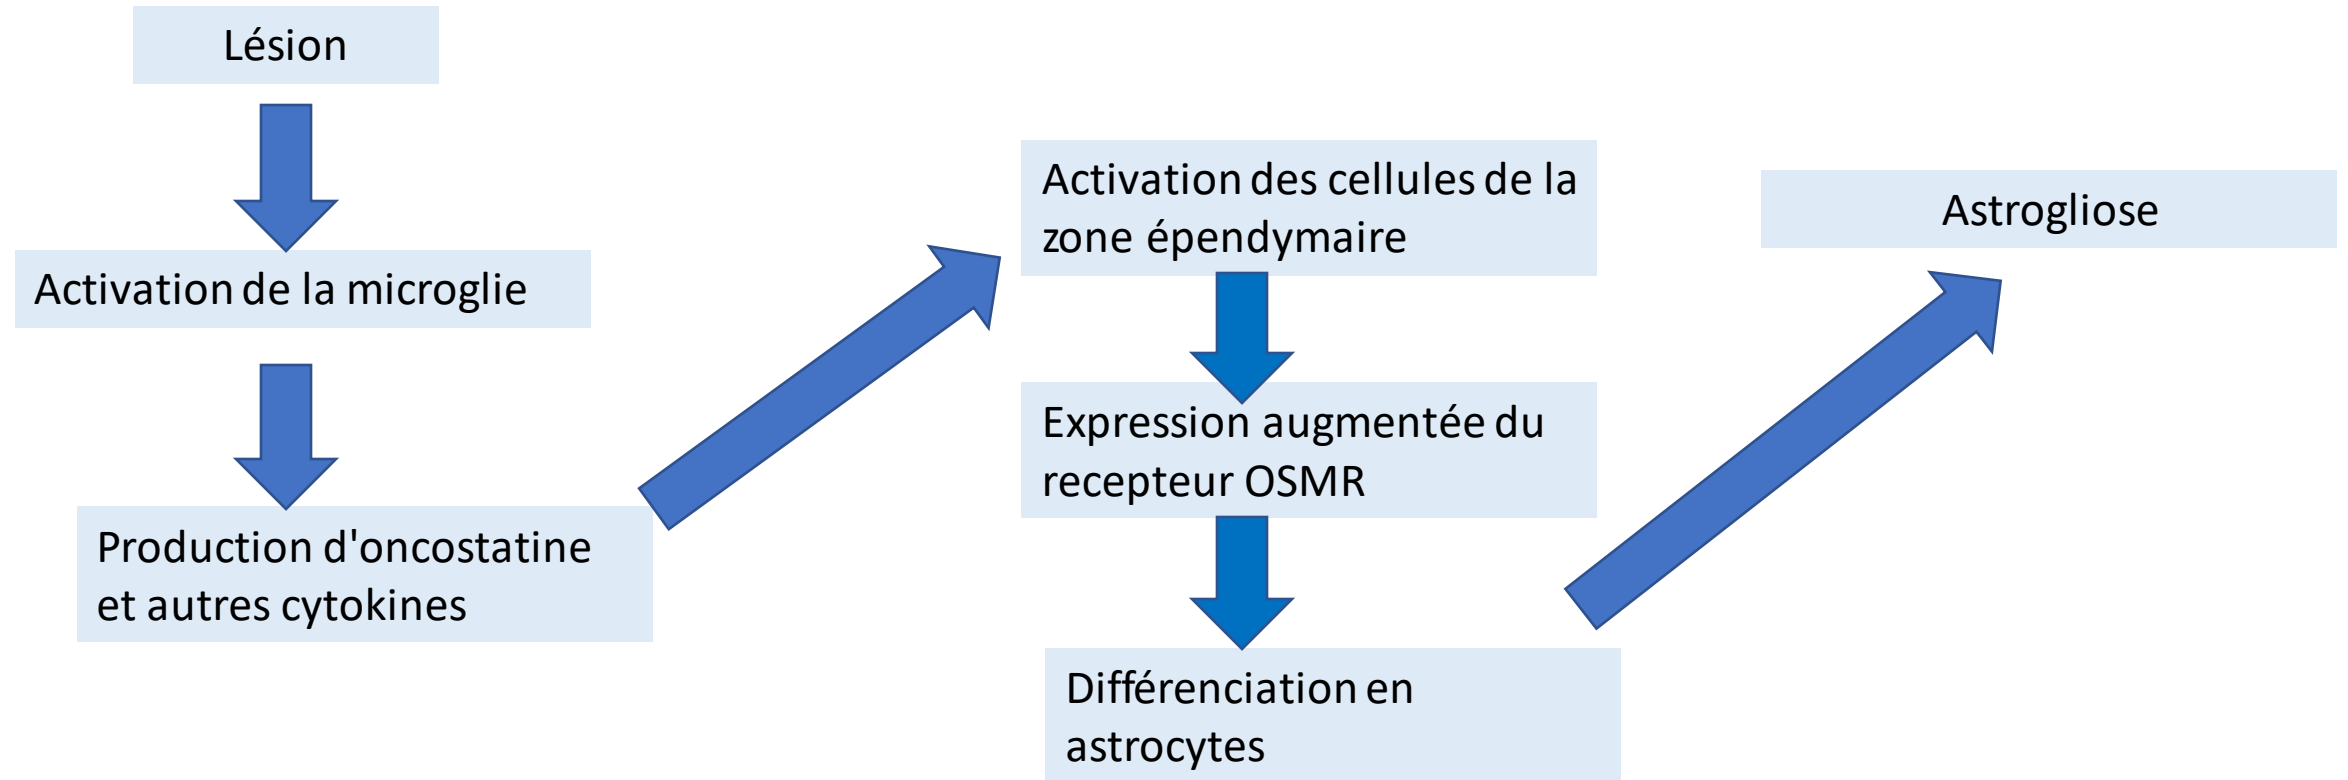 Lésion
Activation de la microglie
Production d'oncostatine
et autres cytokines
Activation des cellules de la
zone épendymaire
Expression augmentée du
recepteur OSMR
Différenciation en
astrocytes
Astrogliose